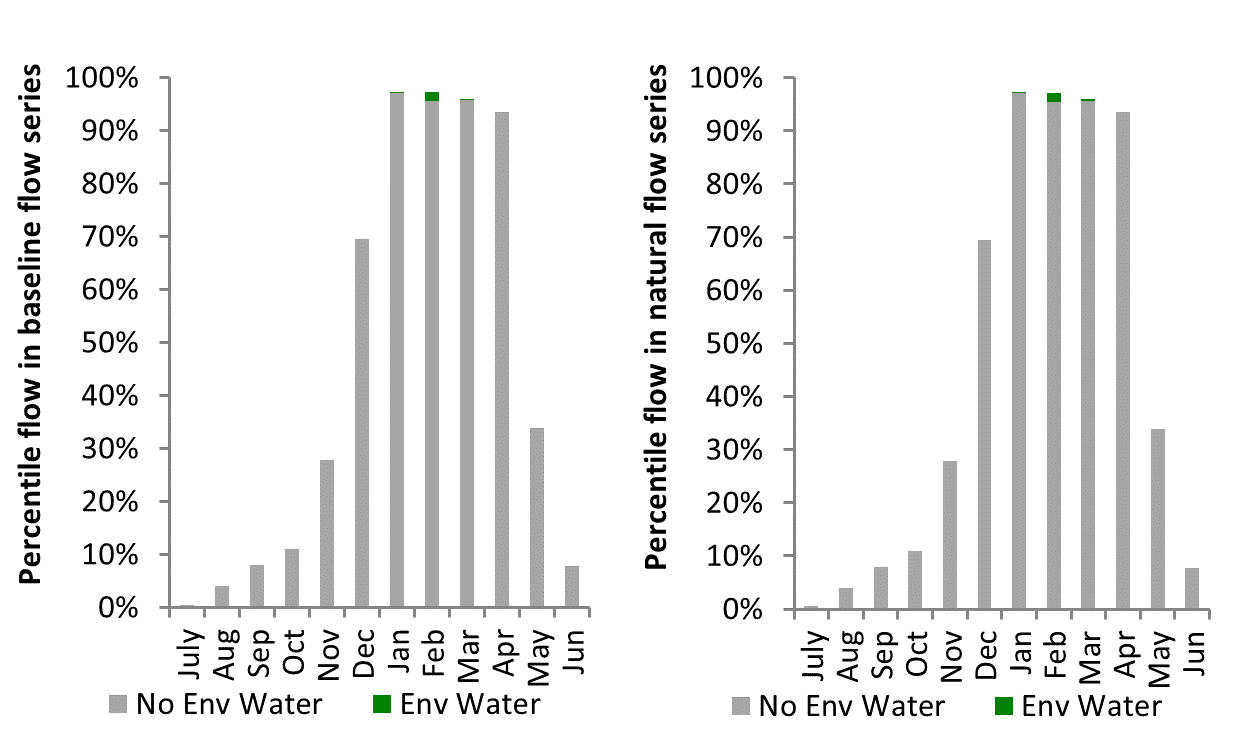 Percentile flow in baseline flow series
100%
90%
80%
70%
60%
50%
40%
30%
20%
10%
0%
July
Aug
Sep
Oct
Nov
Dec
Jan
Feb
Mar
Apr
May
Jun
No Env Water
Env Water
Percentile flow in natural flow series
100%
90%
80%
70%
60%
50%
40%
30%
20%
10%
0%
July
Aug
Sep
Oct
Nov
Dec
Jan
Feb
Mar
Apr
May
Jun
No Env Water
Env Water